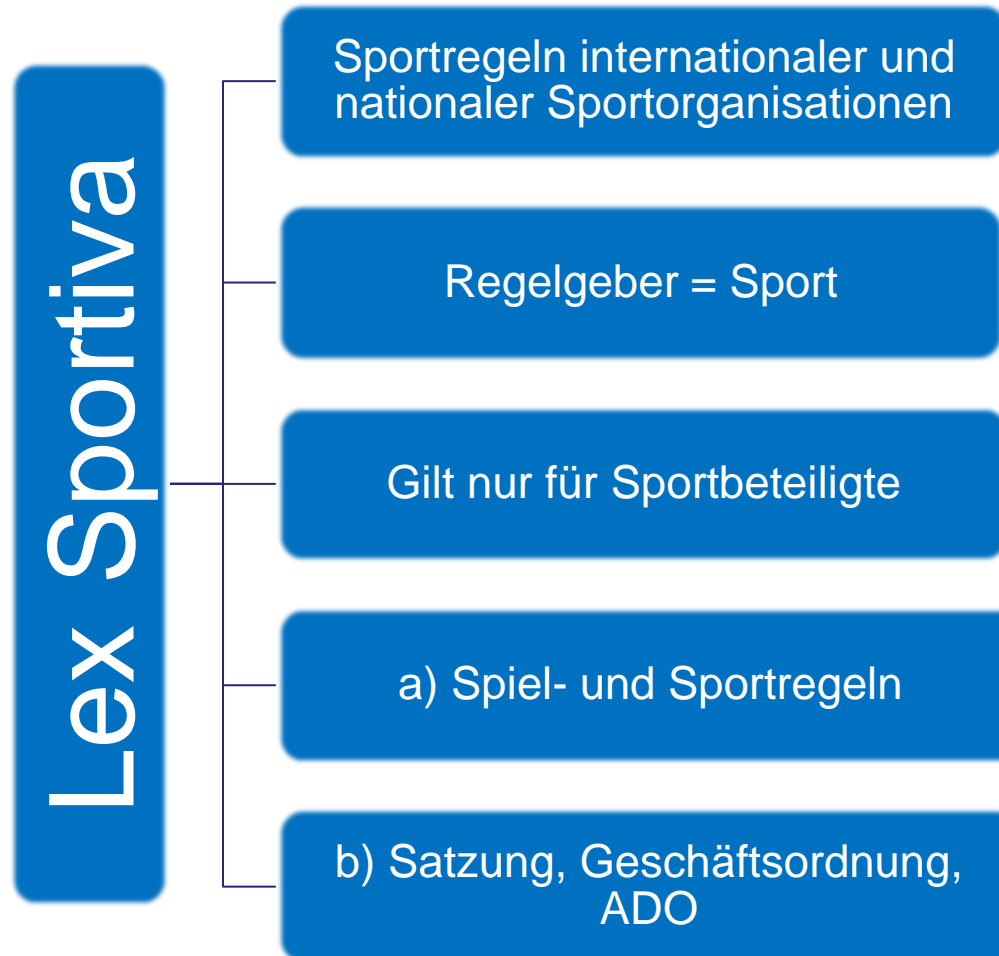 Lex Sportiva
Sportregeln internationaler und
nationaler Sportorganisationen
Regelgeber = Sport
Gilt nur für Sportbeteiligte
a) Spiel- und Sportregeln
b) Satzung, Geschäftsordnung,
ADO